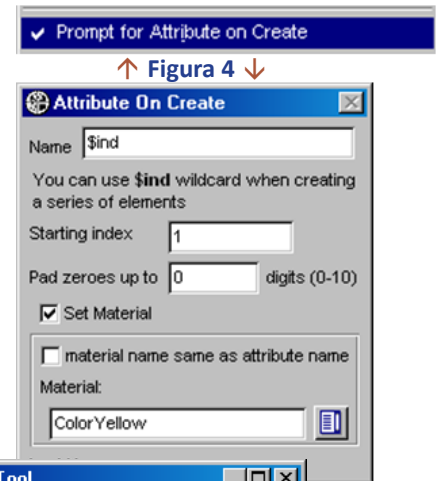 ✓ Prompt for Attribute on Create
↑ Figura 4 ↓
Attribute On Create
Name $ind
You can use $ind wildcard when creating
a series of elements
Starting index 1
Pad zeroes up to 0 digits (0-10)
Set Material
material name same as attribute name
Material:
ColorYellow
Tool